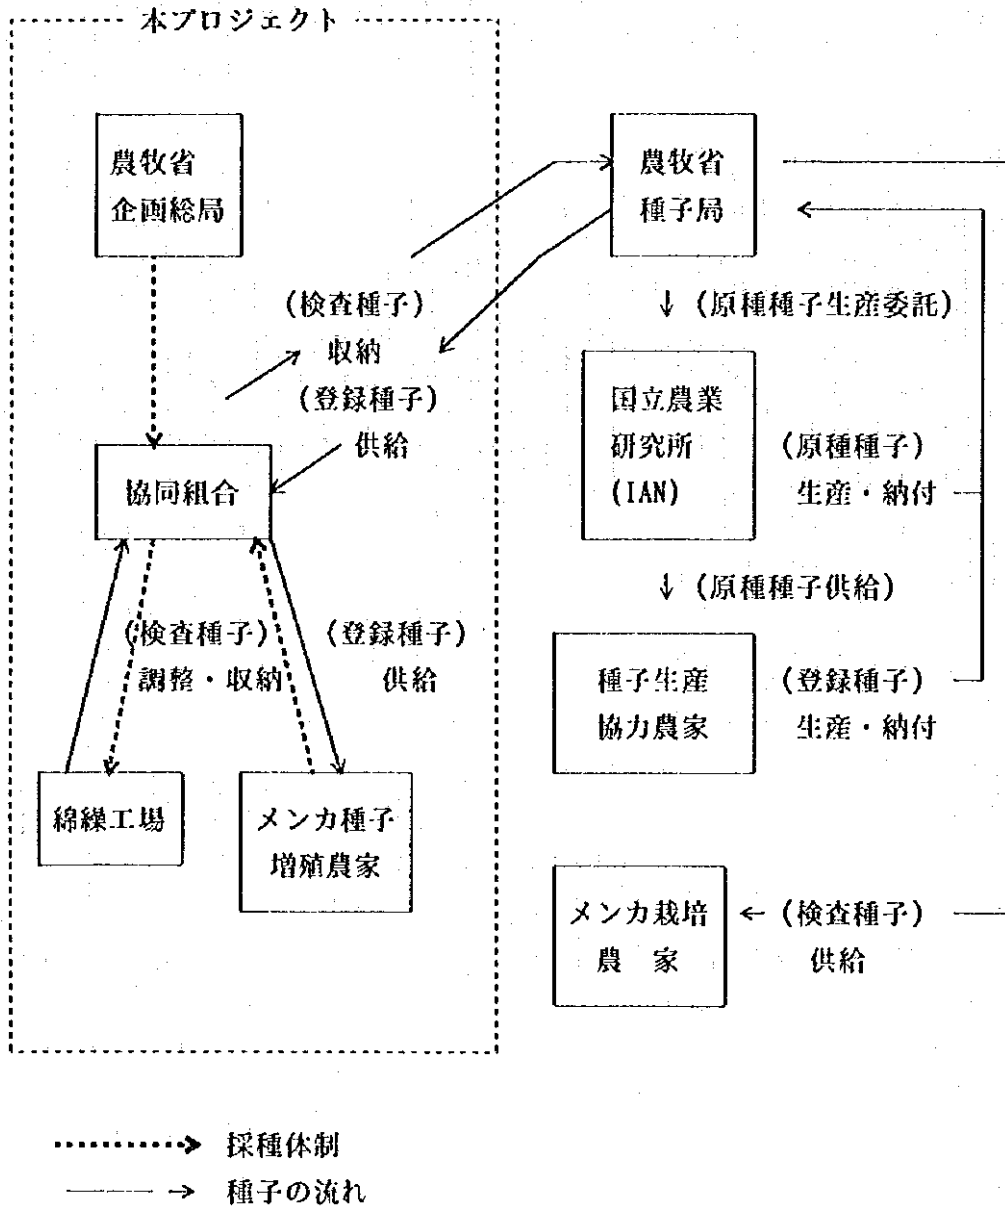 本プロジェクト
農牧省
企画総局
農牧省
種子局
(検査種子)
収納
(登録種子)
供給
(原種種子生産委託)
国立農業
研究所
(IAN)
(原種種子)
生産・納付
協同組合
(原種種子供給)
(検査種子)
調整・収納
(登録種子)
供給
種子生産
協力農家
(登録種子)
生産・納付
綿繰工場
メンカ種子
増殖農家
メンカ栽培
農 家
(検査種子)
供給
採種体制
種子の流れ